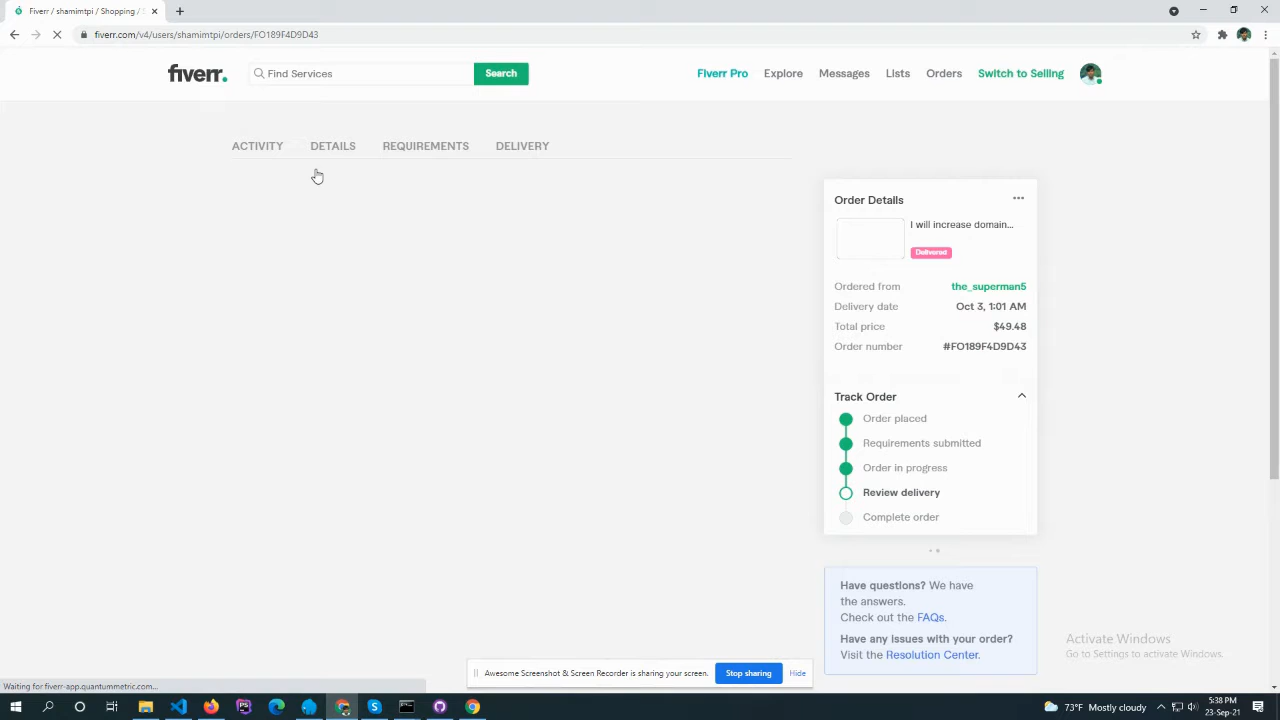 Fiverr / shamimtpi / Shopping /
fiverr.com/v4/users/shamimtpi/orders/FO189F4D9D43
fiverr.
Find Services
Search
Fiverr Pro
Explore
Messages
Lists
Orders
Switch to Selling
ACTIVITY
DETAILS
REQUIREMENTS
DELIVERY
Order Details
I will increase domain...
Delivered
Ordered from the_superman5
Delivery date Oct 3, 1:01 AM
Total price $49.48
Order number #FO189F4D9D43
Track Order
Order placed
Requirements submitted
Order in progress
Review delivery
Complete order
Have questions? We have
the answers.
Check out the FAQs.
Have any issues with your order?
Visit the Resolution Center.
Activate Windows
Go to Settings to activate Windows.
Awesome Screenshot & Screen Recorder is sharing your screen.
Stop sharing
Hide
Waiting for fiverr-app.quantummetric.com...
73°F Mostly cloudy
5:38 PM
23-Sep-21